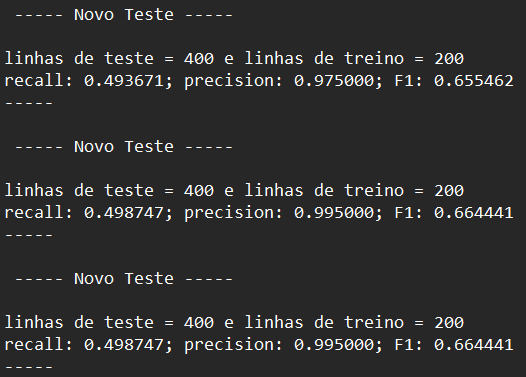 ----- Novo Teste -----
linhas de teste = 400 e linhas de treino = 200
recall: 0.493671; precision: 0.975000; F1: 0.655462
-----
----- Novo Teste -----
linhas de teste = 400 e linhas de treino = 200
recall: 0.498747; precision: 0.995000; F1: 0.664441
-----
----- Novo Teste -----
linhas de teste = 400 e linhas de treino = 200
recall: 0.498747; precision: 0.995000; F1: 0.664441
-----